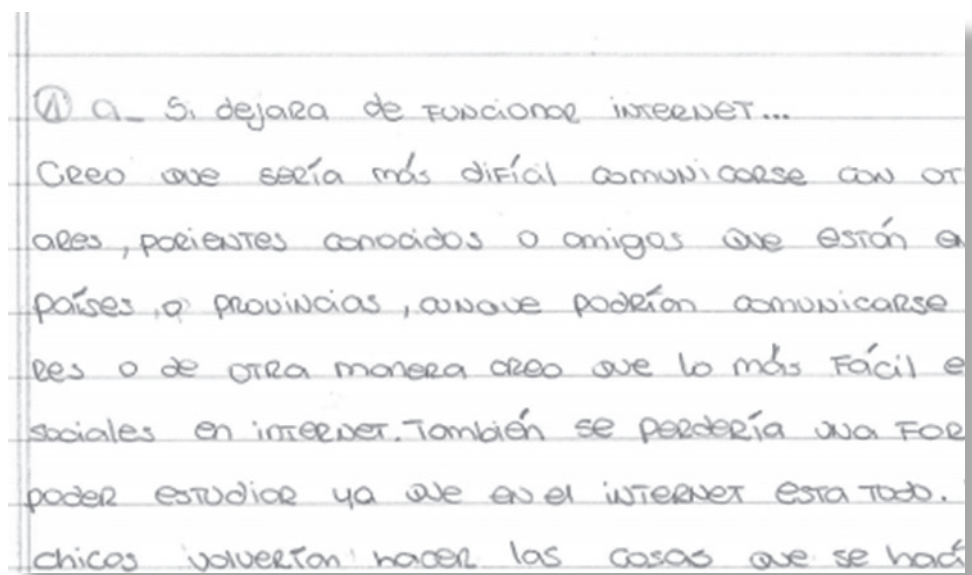 ① a_ Si dejara de funcionar internet...
Creo que sería más difícil comunicarse con ot
ares, parientes conocidos o amigos que están e
países, o provincias, aunque podrían comunicarse
res o de otra manera creo que lo más fácil e
sociales en internet. También se perdería una for
poder estudiar ya que en el internet esta todo.
chicos volverían hacer las cosas que se hací